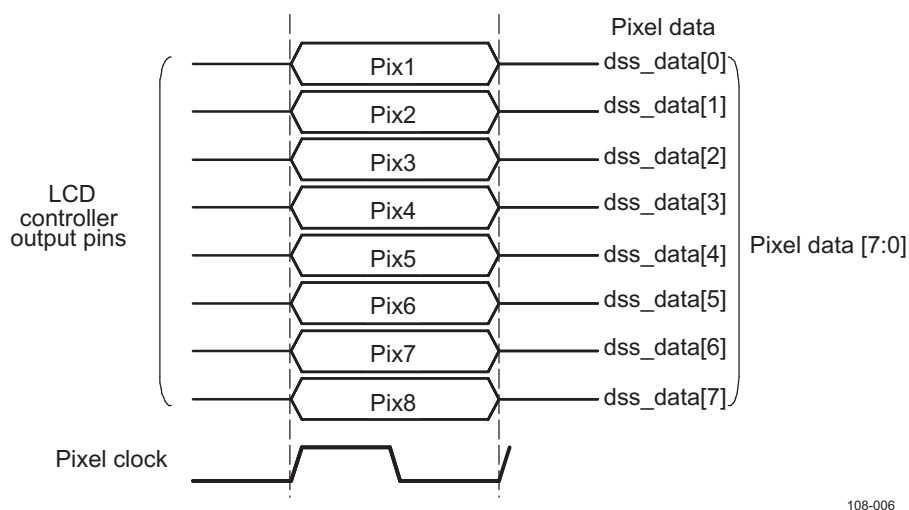 Pixel data
Pix1 dss_data[0]
Pix2 dss_data[1]
Pix3 dss_data[2]
Pix4 dss_data[3]
Pix5 dss_data[4]
Pix6 dss_data[5]
Pix7 dss_data[6]
Pix8 dss_data[7]
LCD
controller
output pins
Pixel data [7:0]
Pixel clock
108-006